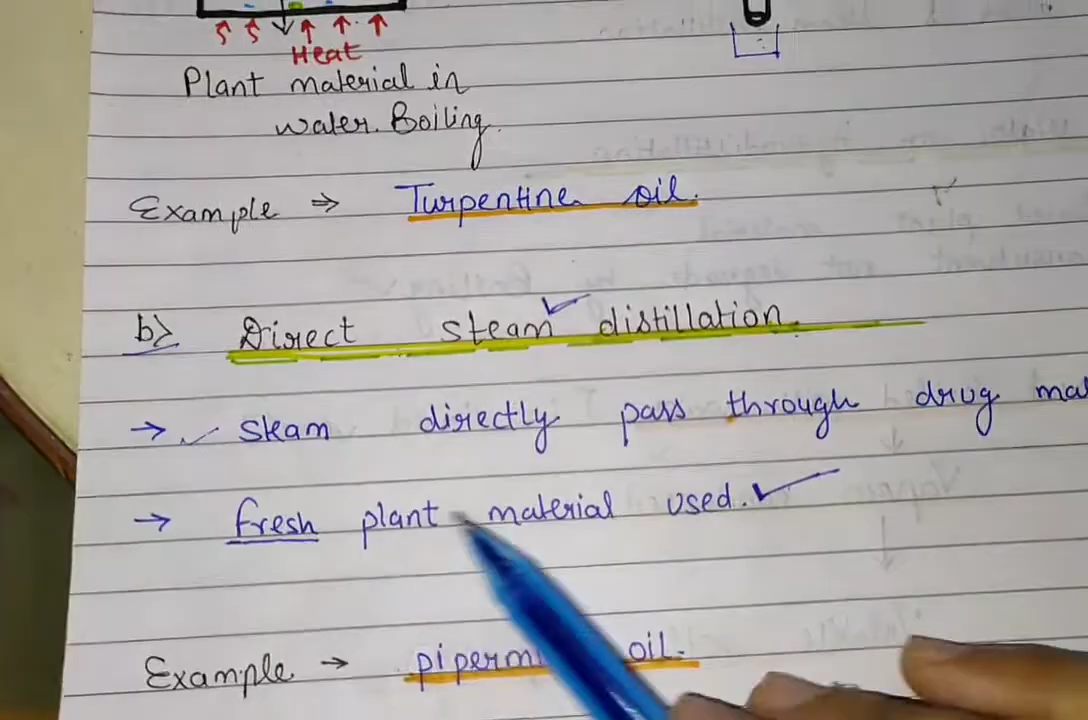 Heat
Plant material in
water. Boiling.
Example ⇒ Turpentine oil.
b> Direct steam distillation.
→ Steam directly pass through drug
→ fresh plant material used.
Example → oil.